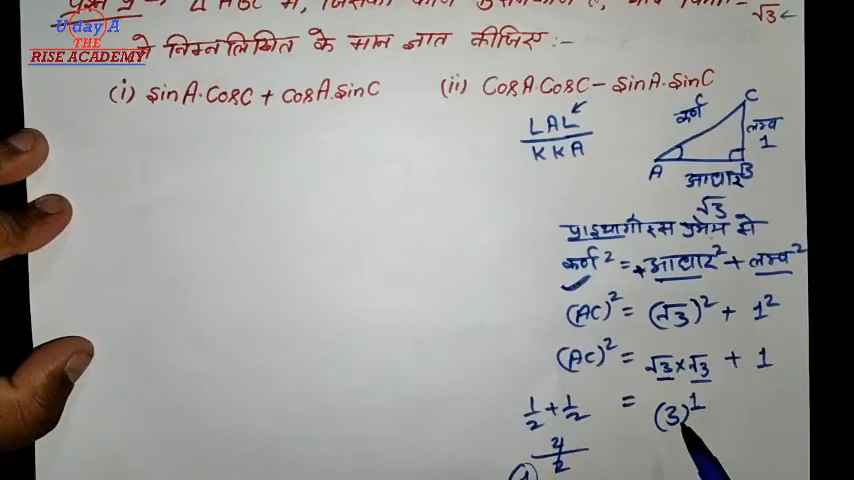 Uday A
THE
RISE ACADEMY
√3 ←
से निम्नलिखित के मान ज्ञात कीजिए :-
(i) sinA·CosC + CosA·sinC (ii) CosA·CosC - sinA·sinC
LAL
KKA
C
कर्ण
लम्ब
1
A
B
आधार
√3
पाइथागोरस प्रमेय से
कर्ण² = आधार² + लम्ब²
(AC)² = (√3)² + 1²
(AC)² = √3×√3 + 1
1/2 + 1/2 = (3)¹
2/2
1